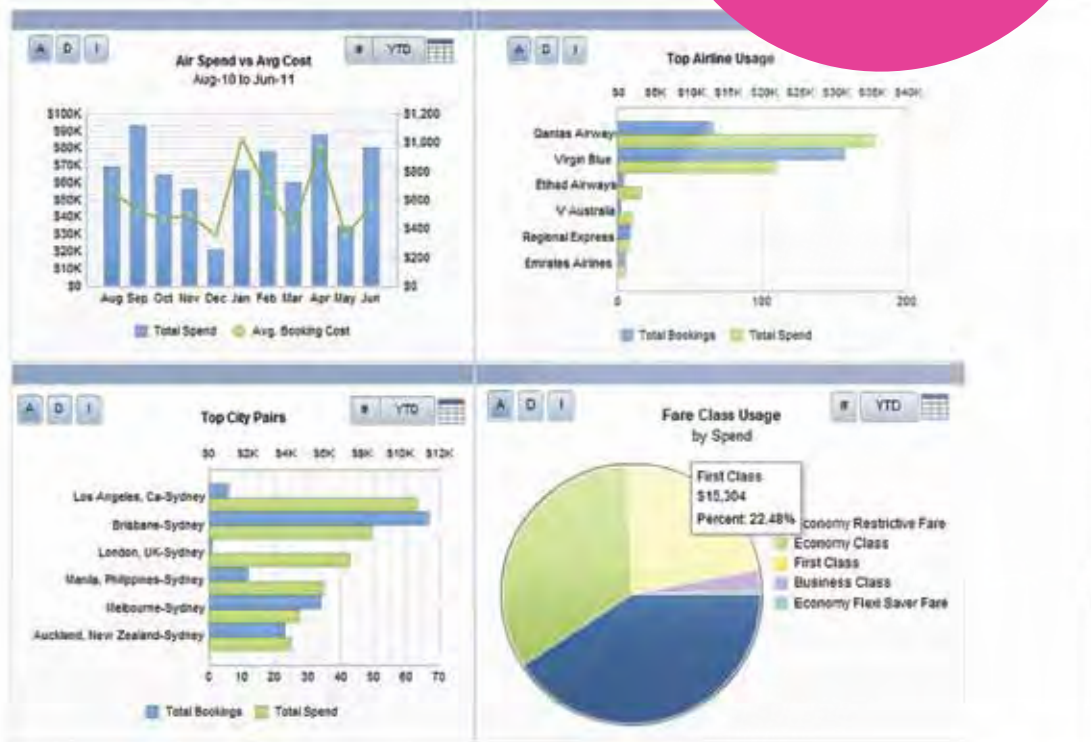 A D I
Air Spend vs Avg Cost
Aug-10 to Jun-11
# YTD
$100K
$90K
$80K
$70K
$60K
$50K
$40K
$30K
$20K
$10K
$0
$1,200
$1,000
$800
$600
$400
$200
$0
Aug Sep Oct Nov Dec Jan Feb Mar Apr May Jun
Total Spend Avg. Booking Cost
A D I
Top Airline Usage
$0 $5K $10K $15K $20K $25K $30K $35K $40K
Qantas Airway
Virgin Blue
Etihad Airways
V Australia
Regional Express
Emirates Airlines
0 100 200
Total Bookings Total Spend
A D I
Top City Pairs
# YTD
$0 $2K $4K $6K $8K $10K $12K
Los Angeles, Ca-Sydney
Brisbane-Sydney
London, UK-Sydney
Manila, Philippines-Sydney
Melbourne-Sydney
Auckland, New Zealand-Sydney
0 10 20 30 40 50 60 70
Total Bookings Total Spend
A D I
Fare Class Usage
by Spend
# YTD
First Class
$15,304
Percent: 22.48%
conomy Restrictive Fare
Economy Class
First Class
Business Class
Economy Flexi Saver Fare